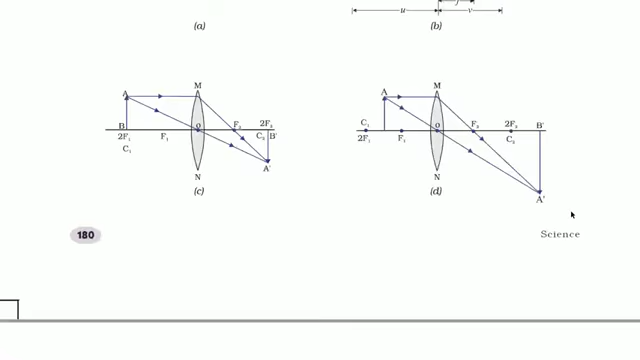 f
u v
(a) (b)
A M
B O F₂ 2F₂
2F₁ F₁ C₂ B'
C₁
A'
N
(c)
A M
C₁ O F₂ 2F₂ B'
2F₁ F₁ C₂
N
A'
(d)
180 Science